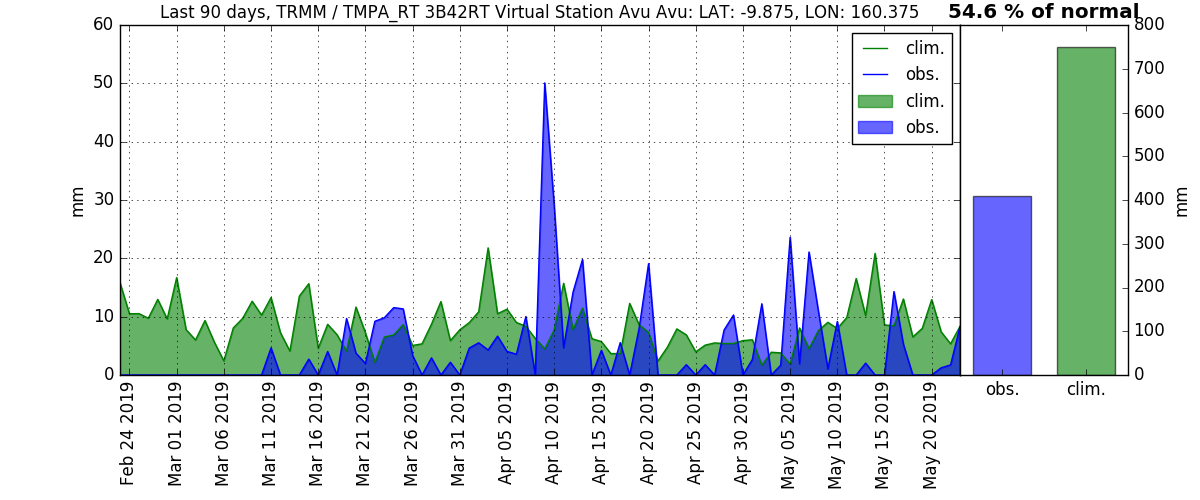 Last 90 days, TRMM / TMPA_RT 3B42RT Virtual Station Avu Avu: LAT: -9.875, LON: 160.375
54.6 % of normal
60
50
40
30
20
10
0
mm
clim.
obs.
clim.
obs.
Feb 24 2019
Mar 01 2019
Mar 06 2019
Mar 11 2019
Mar 16 2019
Mar 21 2019
Mar 26 2019
Mar 31 2019
Apr 05 2019
Apr 10 2019
Apr 15 2019
Apr 20 2019
Apr 25 2019
Apr 30 2019
May 05 2019
May 10 2019
May 15 2019
May 20 2019
800
700
600
500
400
300
200
100
0
mm
obs.
clim.